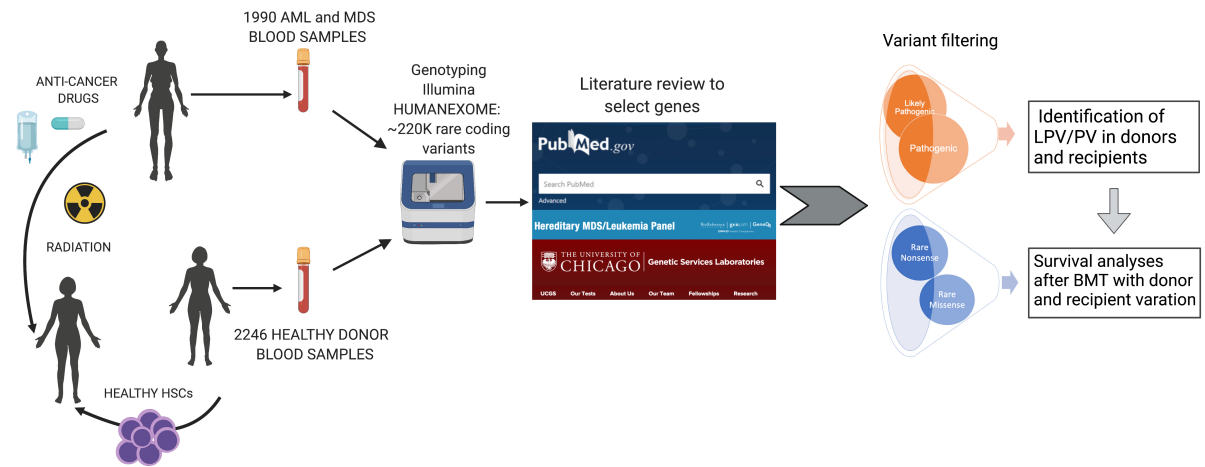 1990 AML and MDS
BLOOD SAMPLES
ANTI-CANCER
DRUGS
RADIATION
2246 HEALTHY DONOR
BLOOD SAMPLES
HEALTHY HSCs
Genotyping
Illumina
HUMANEXOME:
~220K rare coding
variants
Literature review to
select genes
PubMed.gov
Search PubMed
Advanced
Hereditary MDS/Leukemia Panel
THE UNIVERSITY OF
CHICAGO
Genetic Services Laboratories
UCGS Our Tests About Us Our Team Fellowships Research
Variant filtering
Likely
Pathogenic
Pathogenic
Rare
Nonsense
Rare
Missense
Identification of
LPV/PV in donors
and recipients
Survival analyses
after BMT with donor
and recipient varation